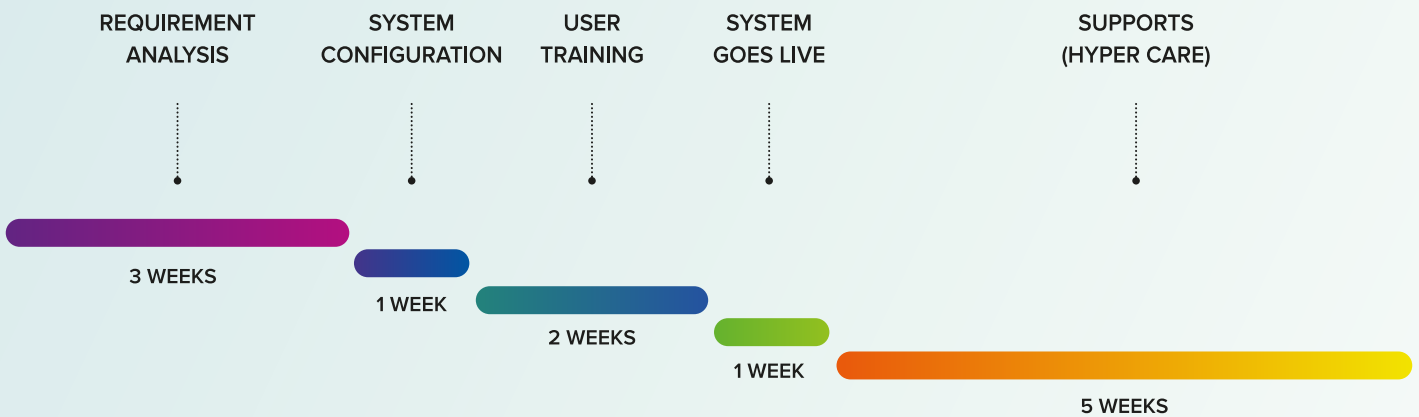 REQUIREMENT
ANALYSIS
SYSTEM
CONFIGURATION
USER
TRAINING
SYSTEM
GOES LIVE
SUPPORTS
(HYPER CARE)
3 WEEKS
1 WEEK
2 WEEKS
1 WEEK
5 WEEKS